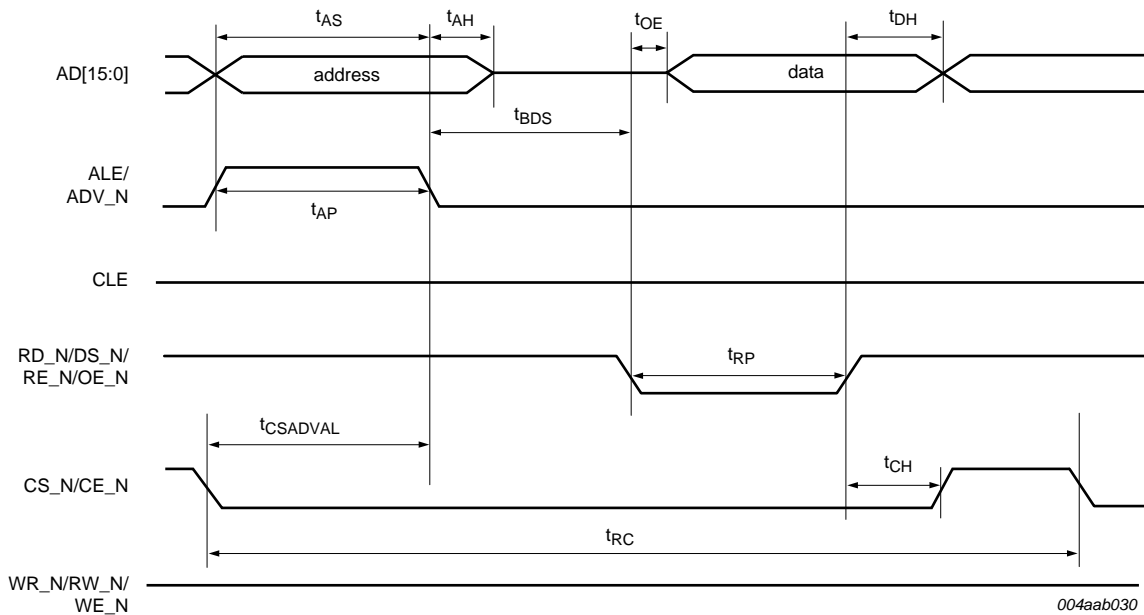 tAS
tAH
tOE
tDH
AD[15:0]
address
data
tBDS
ALE/
ADV_N
tAP
CLE
RD_N/DS_N/
RE_N/OE_N
tRP
tCSADVAL
CS_N/CE_N
tCH
tRC
WR_N/RW_N/
WE_N
004aab030